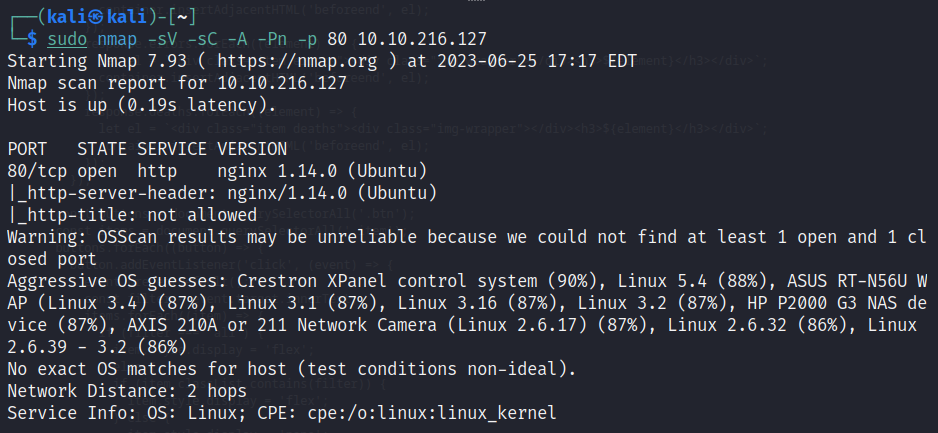 (kali㉿kali)-[~]
$ sudo nmap -sV -sC -A -Pn -p 80 10.10.216.127
Starting Nmap 7.93 ( https://nmap.org ) at 2023-06-25 17:17 EDT
Nmap scan report for 10.10.216.127
Host is up (0.19s latency).
PORT   STATE SERVICE VERSION
80/tcp open  http    nginx 1.14.0 (Ubuntu)
|_http-server-header: nginx/1.14.0 (Ubuntu)
|_http-title: not allowed
Warning: OSScan results may be unreliable because we could not find at least 1 open and 1 cl
osed port
Aggressive OS guesses: Crestron XPanel control system (90%), Linux 5.4 (88%), ASUS RT-N56U W
AP (Linux 3.4) (87%), Linux 3.1 (87%), Linux 3.16 (87%), Linux 3.2 (87%), HP P2000 G3 NAS de
vice (87%), AXIS 210A or 211 Network Camera (Linux 2.6.17) (87%), Linux 2.6.32 (86%), Linux
2.6.39 - 3.2 (86%)
No exact OS matches for host (test conditions non-ideal).
Network Distance: 2 hops
Service Info: OS: Linux; CPE: cpe:/o:linux:linux_kernel